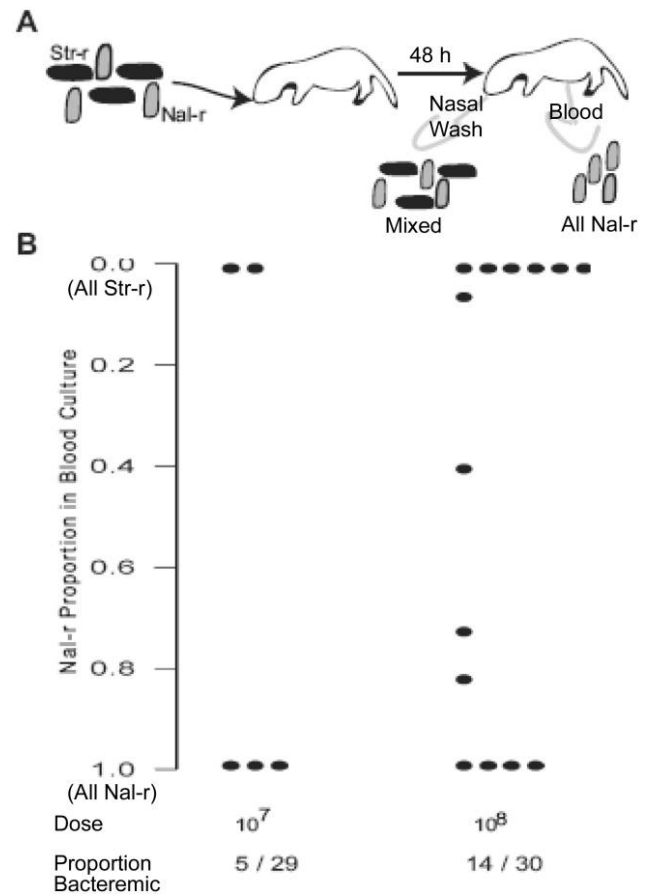 A
Str-r
Nal-r
48 h
Nasal
Wash
Blood
Mixed
All Nal-r
B
Nal-r Proportion in Blood Culture
0.0
(All Str-r)
0.2
0.4
0.6
0.8
1.0
(All Nal-r)
Dose 10⁷ 10⁸
Proportion 5 / 29 14 / 30
Bacteremic